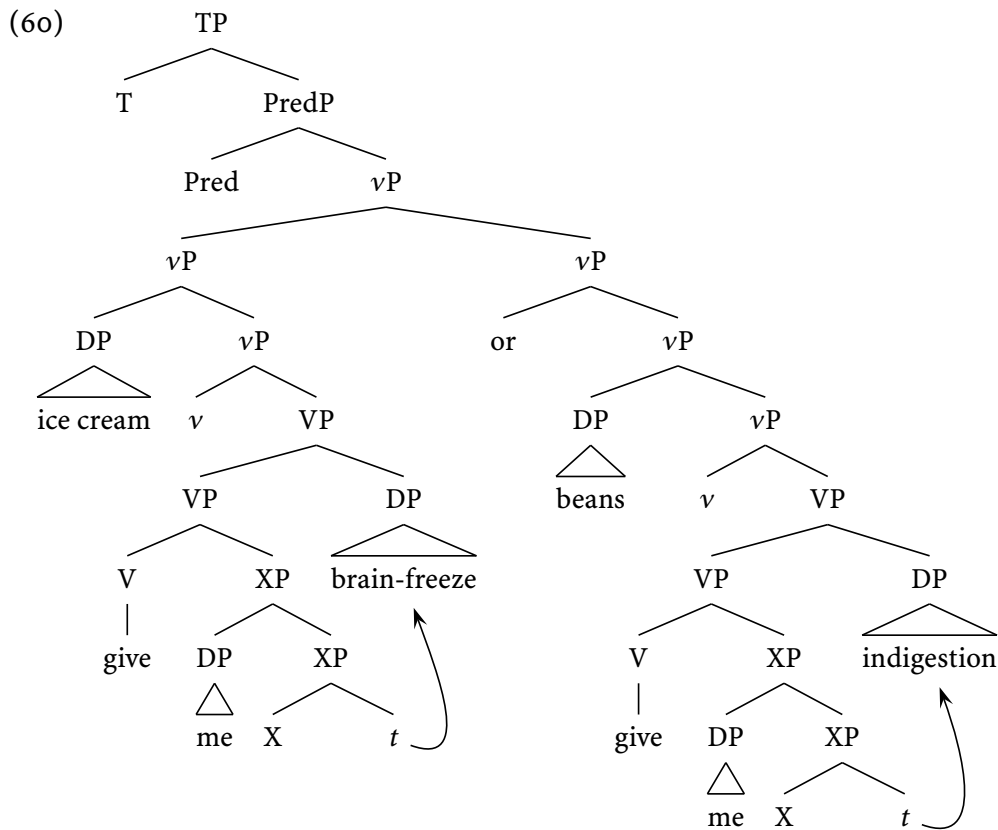 (60) TP
T PredP
Pred vP
vP vP
DP vP or vP
ice cream v VP DP vP
VP DP beans v VP
V XP brain-freeze VP DP
give DP XP V XP indigestion
me X t give DP XP
me X t